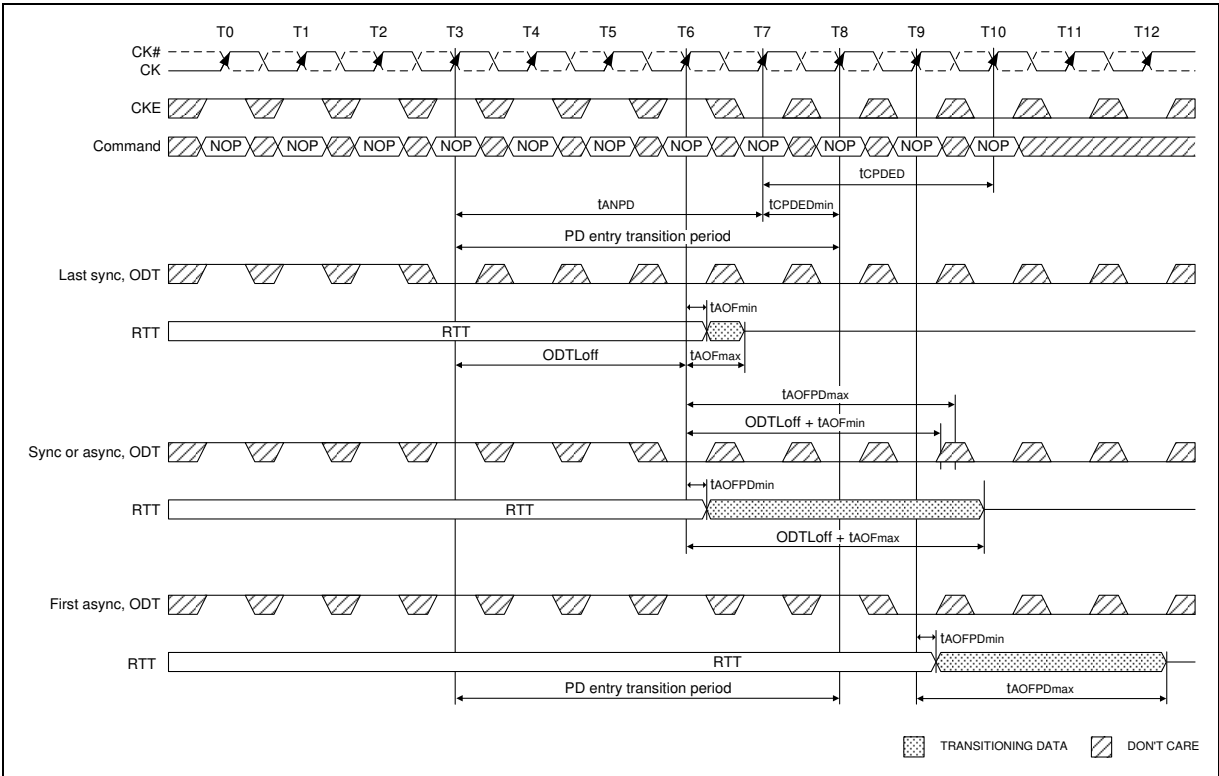 T0 T1 T2 T3 T4 T5 T6 T7 T8 T9 T10 T11 T12
CK#
CK
CKE
Command NOP NOP NOP NOP NOP NOP NOP NOP NOP NOP NOP
tCPDED
tANPD tCPDEDmin
PD entry transition period
Last sync, ODT
tAOFmin
RTT RTT
ODTLoff tAOFmax
tAOFPDmax
ODTLoff + tAOFmin
Sync or async, ODT
tAOFPDmin
RTT RTT
ODTLoff + tAOFmax
First async, ODT
tAOFPDmin
RTT RTT
PD entry transition period tAOFPDmax
TRANSITIONING DATA DON'T CARE